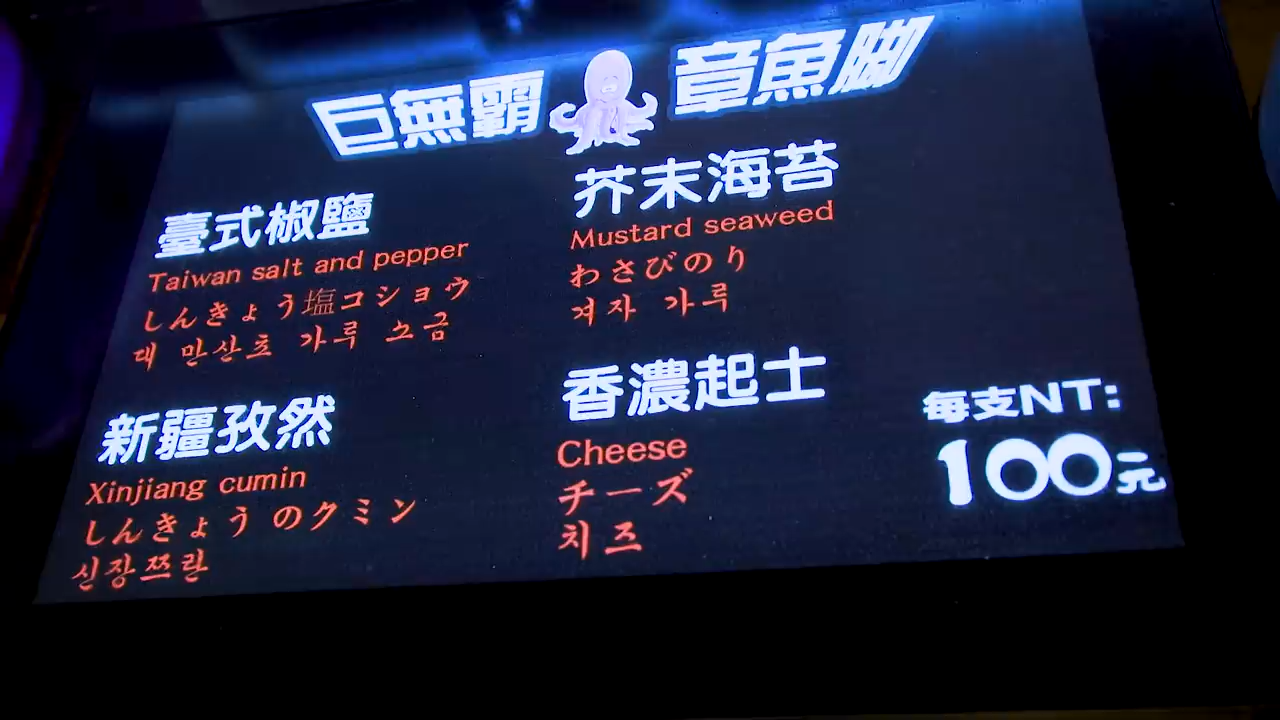 巨無霸 章魚腳
臺式椒鹽
Taiwan salt and pepper
しんきょう塩コショウ
대 만산초 가루 소금
芥末海苔
Mustard seaweed
わさびのり
겨자 가루
新疆孜然
Xinjiang cumin
しんきょう のクミン
신장쯔란
香濃起士
Cheese
チーズ
치즈
每支NT:
100元